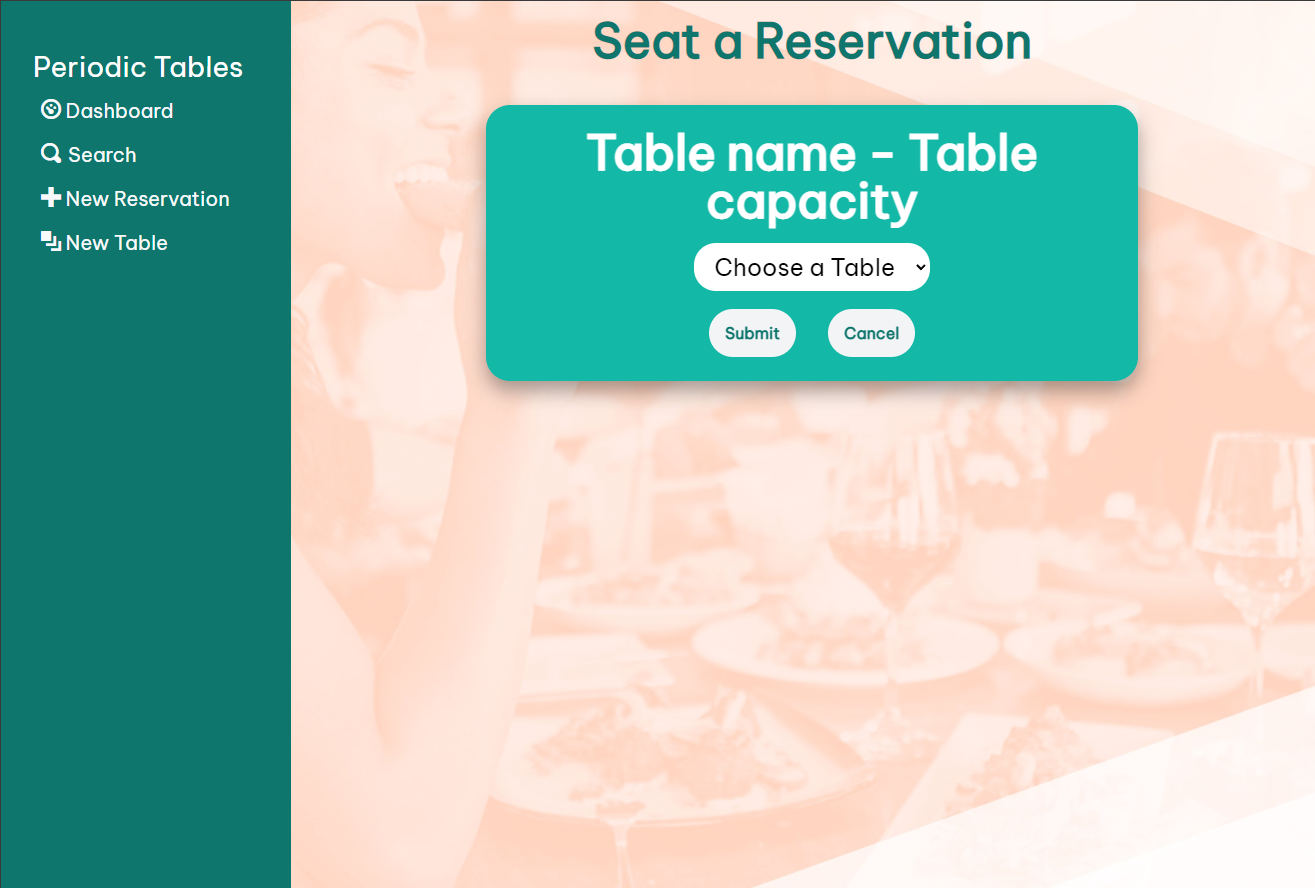 Periodic Tables
Dashboard
Search
New Reservation
New Table
Seat a Reservation
Table name - Table
capacity
Choose a Table
Submit
Cancel